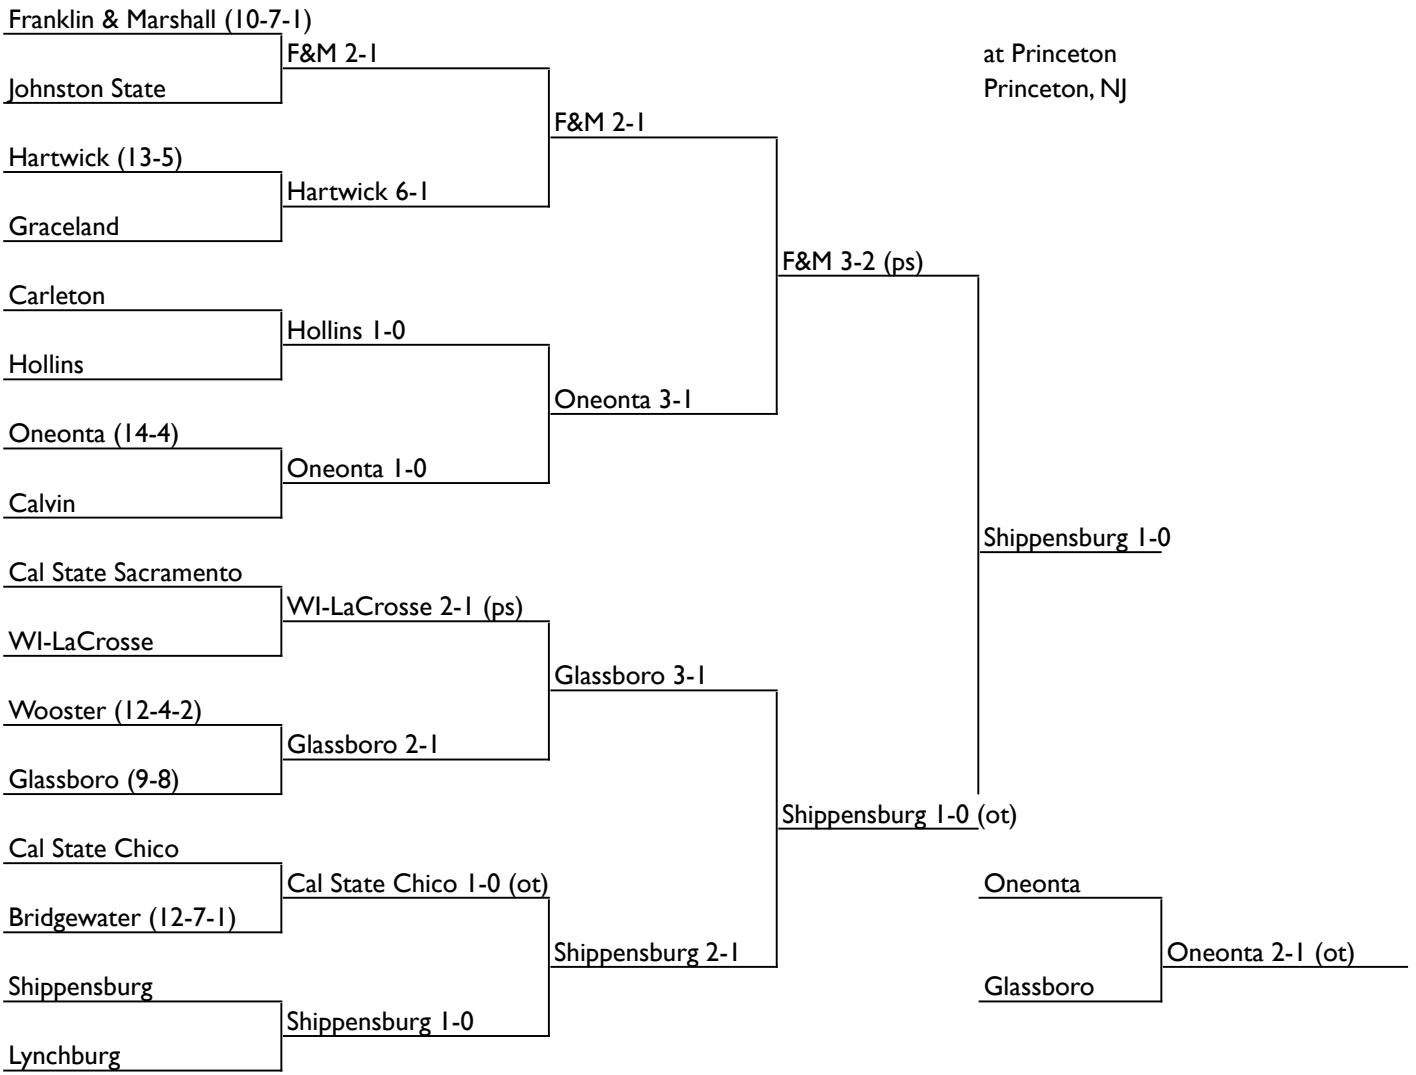 Franklin & Marshall (10-7-1)
Johnston State
Hartwick (13-5)
Graceland
Carleton
Hollins
Oneonta (14-4)
Calvin
Cal State Sacramento
WI-LaCrosse
Wooster (12-4-2)
Glassboro (9-8)
Cal State Chico
Bridgewater (12-7-1)
Shippensburg
Lynchburg
F&M 2-1
Hartwick 6-1
Hollins 1-0
Oneonta 1-0
WI-LaCrosse 2-1 (ps)
Glassboro 2-1
Cal State Chico 1-0 (ot)
Shippensburg 1-0
F&M 2-1
Oneonta 3-1
Glassboro 3-1
Shippensburg 2-1
F&M 3-2 (ps)
Shippensburg 1-0 (ot)
at Princeton
Princeton, NJ
Shippensburg 1-0
Oneonta
Glassboro
Oneonta 2-1 (ot)